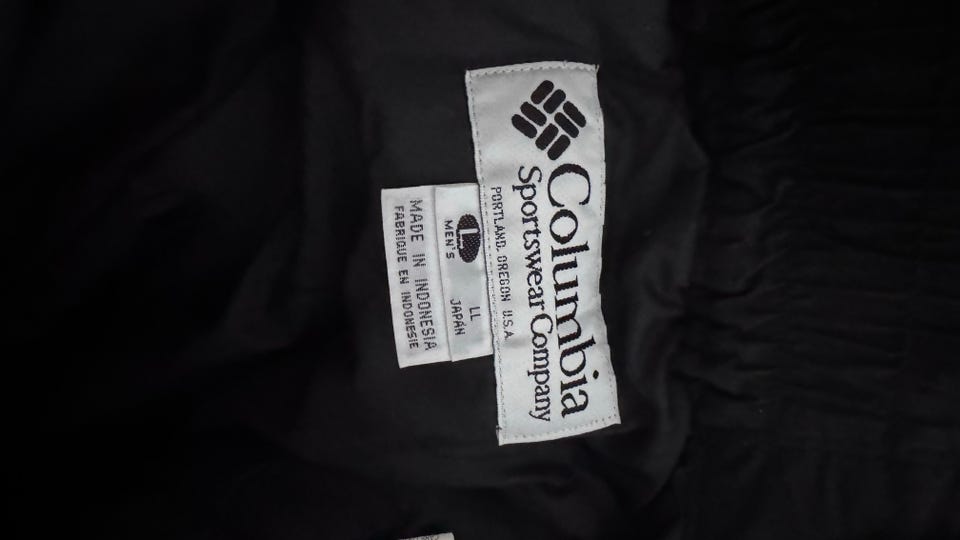 Columbia
Sportswear Company
PORTLAND, OREGON U.S.A.
L
MEN'S
LL
JAPAN
MADE IN INDONESIA
FABRIQUE EN INDONESIE